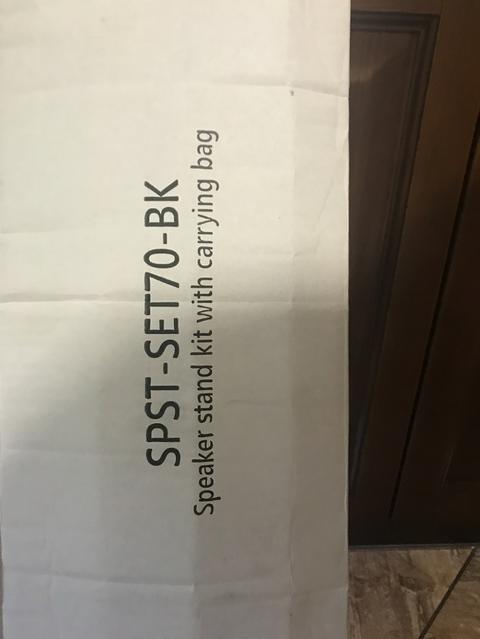 SPST-SET70-BK
Speaker stand kit with carrying bag